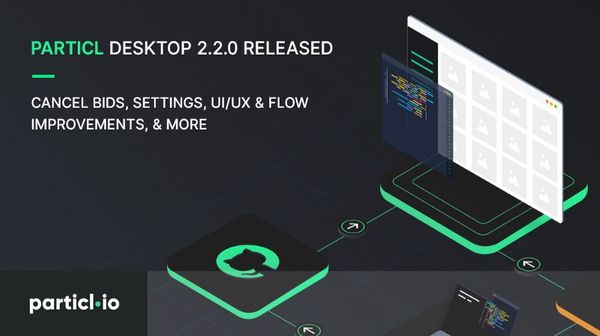 PARTICL DESKTOP 2.2.0 RELEASED
CANCEL BIDS, SETTINGS, UI/UX & FLOW
IMPROVEMENTS, & MORE
particl.io